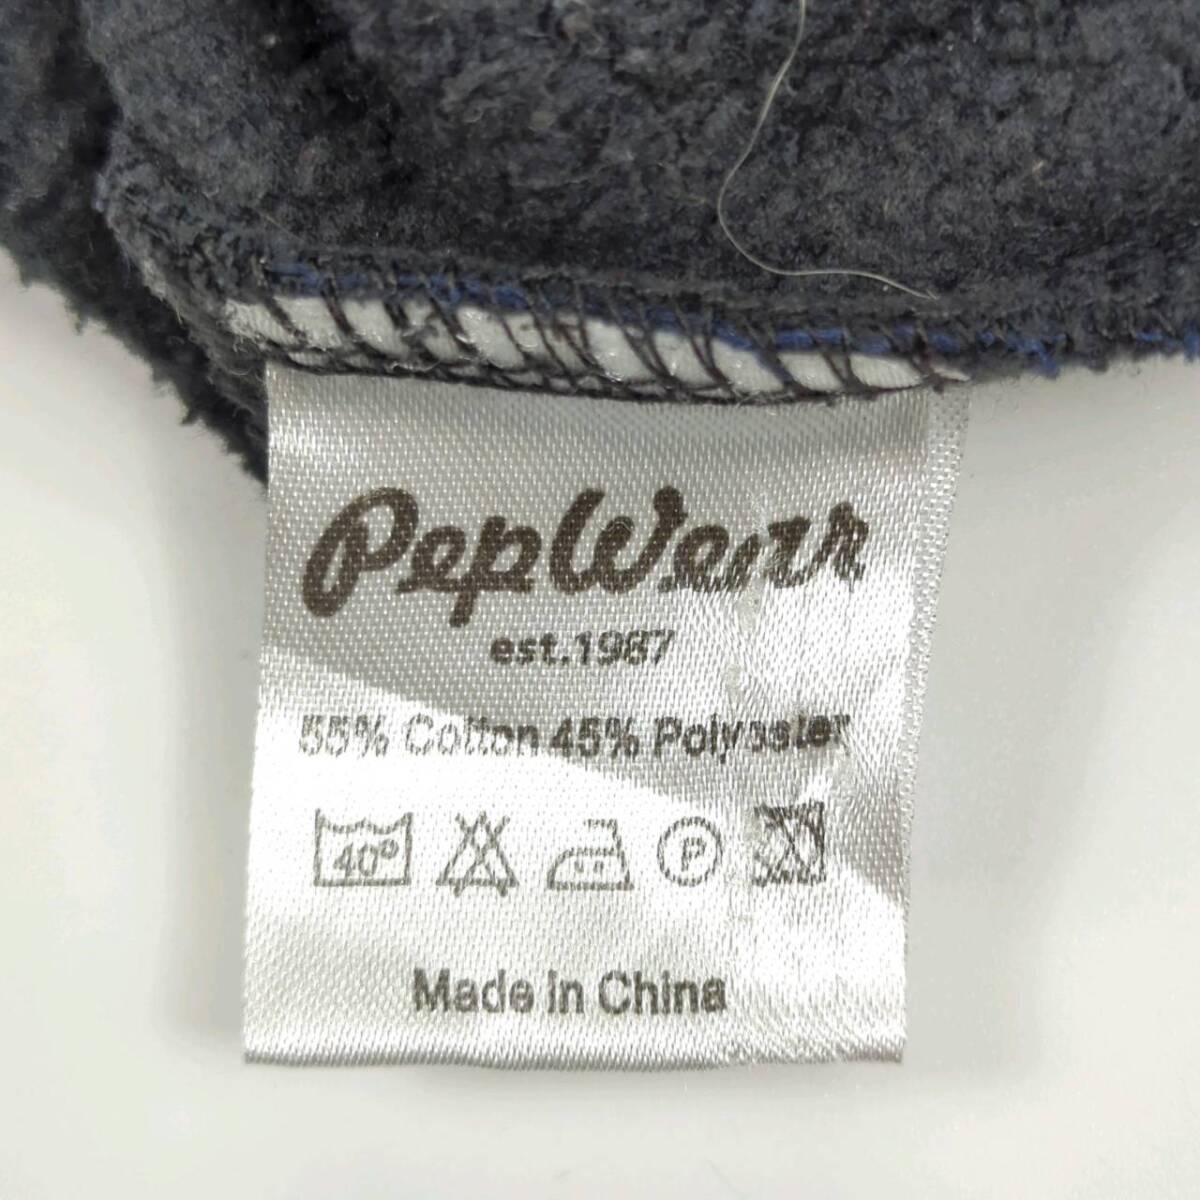 PepWear
est.1987
55% Cotton 45% Polyester
40° P
Made in China